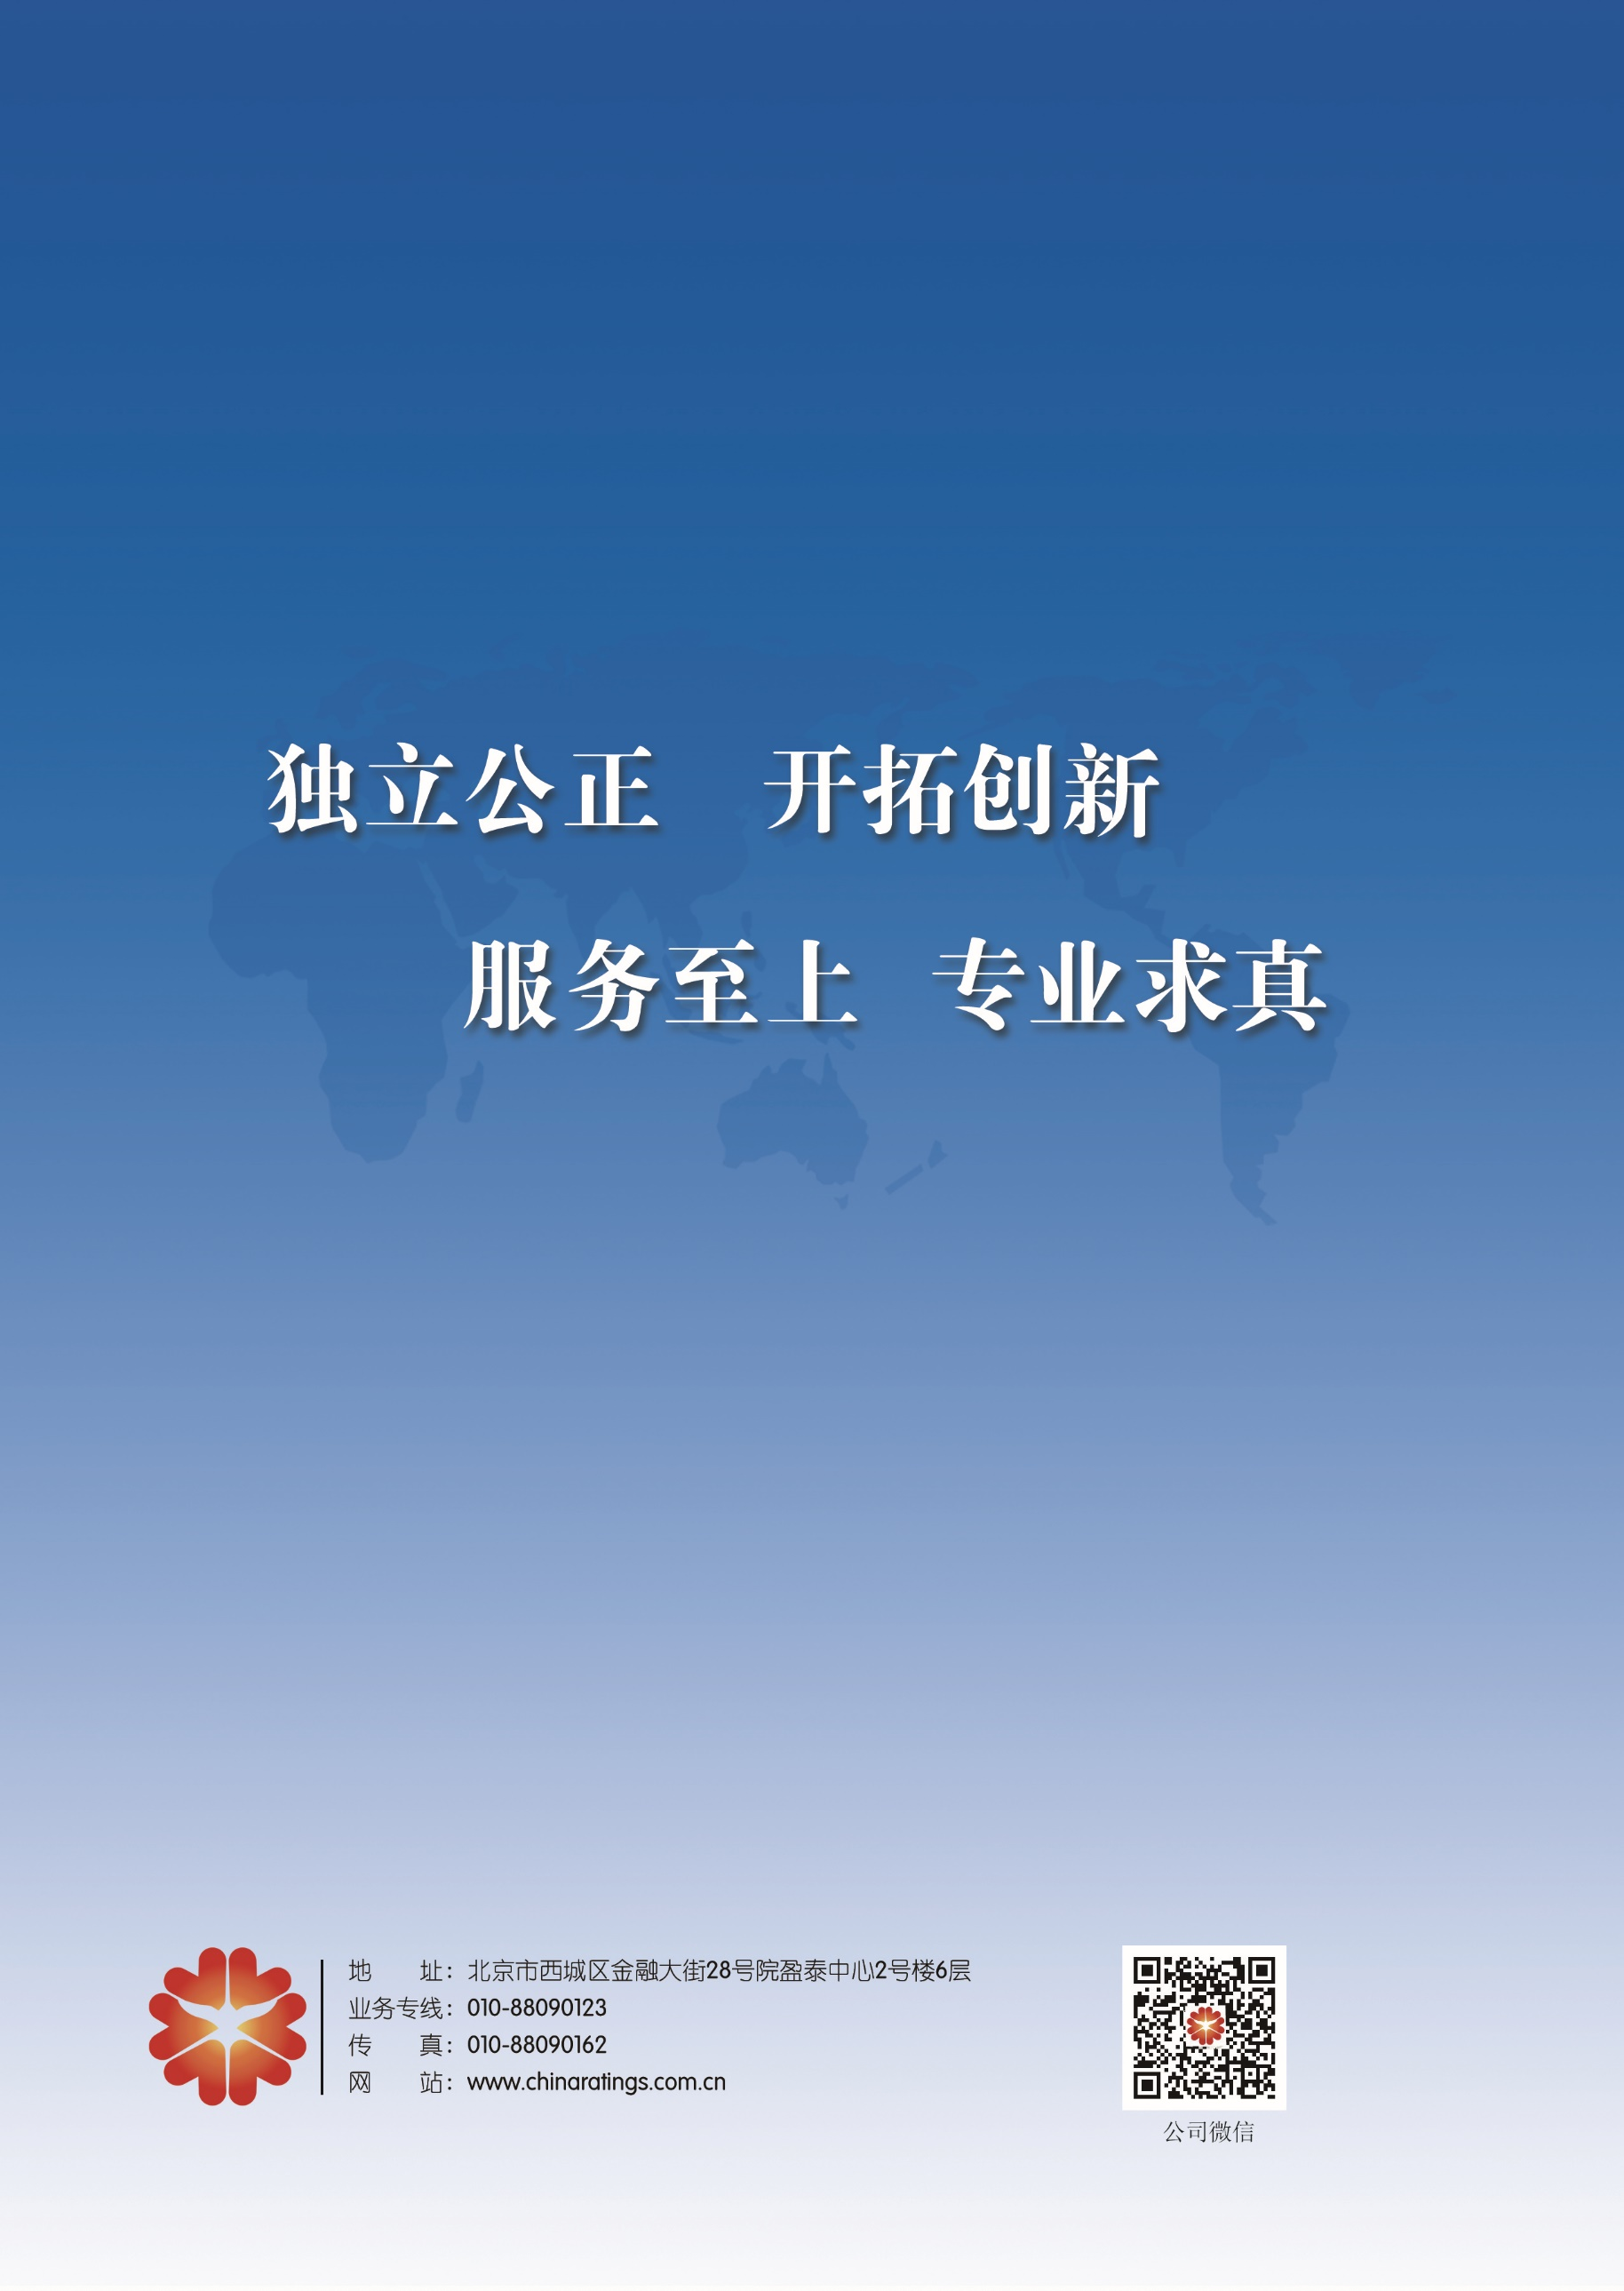 独立公正 开拓创新
服务至上 专业求真
地 址：北京市西城区金融大街28号院盈泰中心2号楼6层
业务专线：010-88090123
传 真：010-88090162
网 站：www.chinaratings.com.cn
公司微信